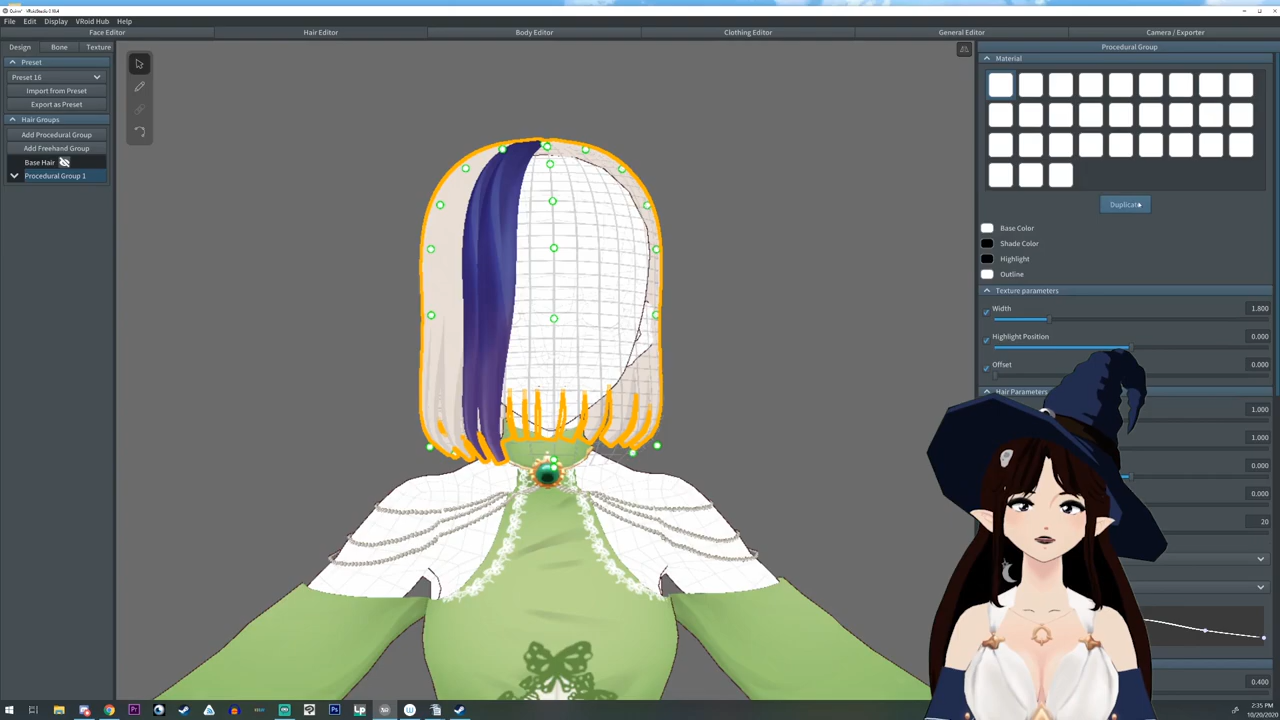 File Edit Display VRoid Hub Help
Face Editor Hair Editor Body Editor Clothing Editor General Editor Camera / Exporter
Design Bone Texture
Preset
Preset 16
Import from Preset
Export as Preset
Hair Groups
Add Procedural Group
Add Freehand Group
Base Hair
Procedural Group 1
Procedural Group
Material
Duplicate
Base Color
Shade Color
Highlight
Outline
Texture parameters
Width 1.800
Highlight Position 0.000
Offset 0.000
Hair Parameters
1.000
1.000
0.000
0.000
20
0.400
2:35 PM
10/20/2020